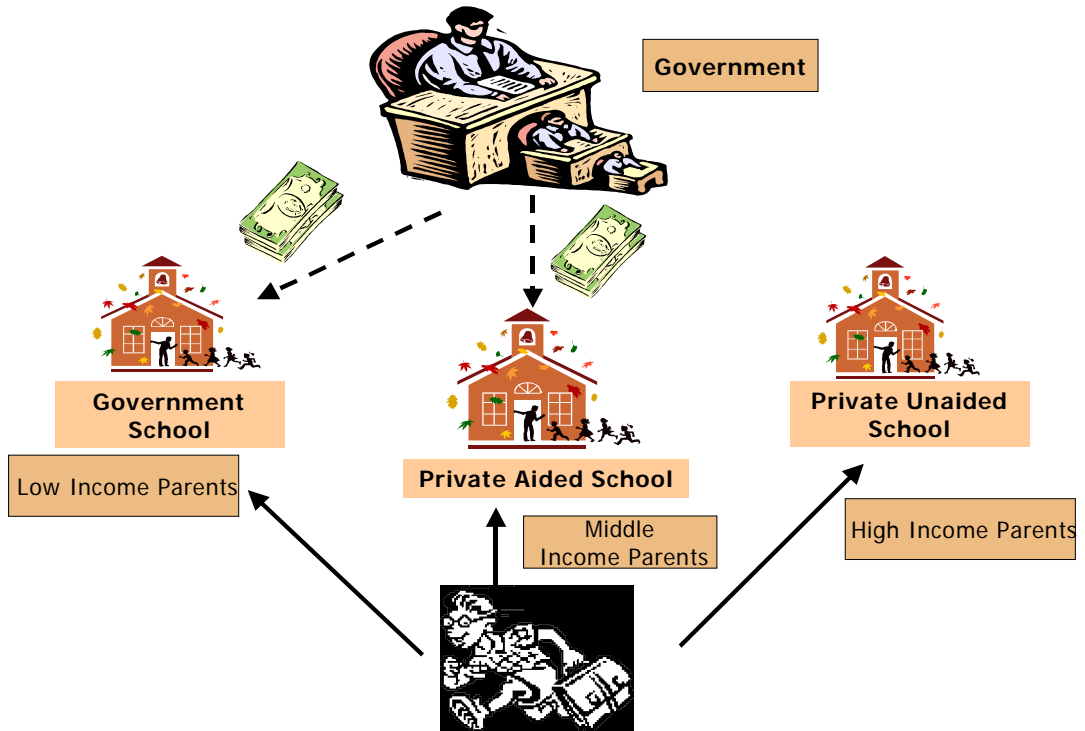 Government
Government
School
Private Unaided
School
Private Aided School
Low Income Parents
Middle
Income Parents
High Income Parents